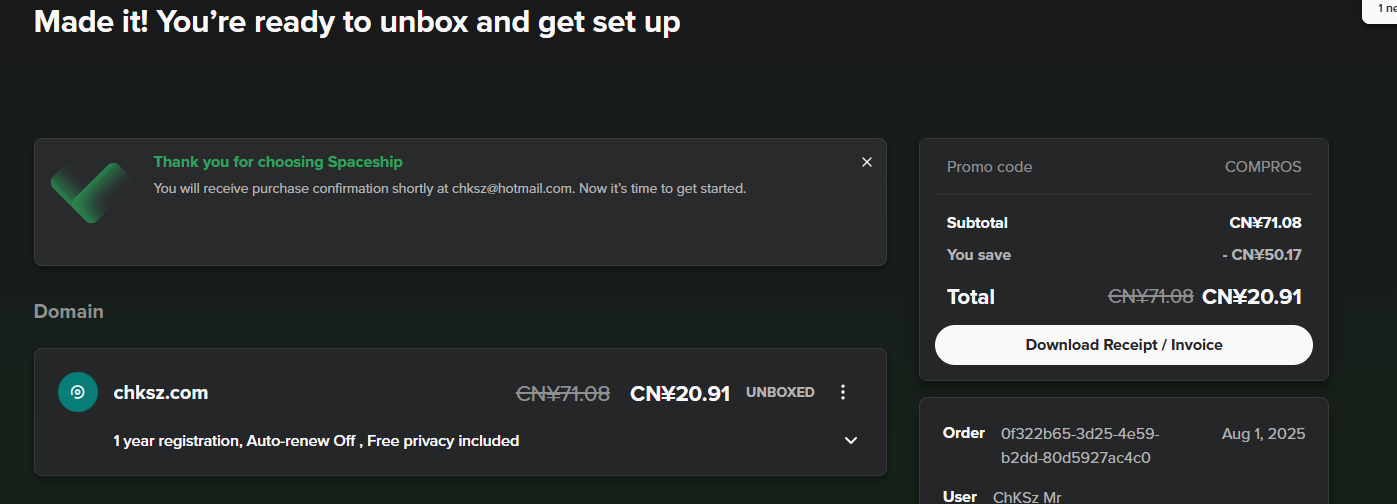 Made it! You’re ready to unbox and get set up
Thank you for choosing Spaceship
You will receive purchase confirmation shortly at chksz@hotmail.com. Now it’s time to get started.
Domain
chksz.com CN¥71.08 CN¥20.91 UNBOXED
1 year registration, Auto-renew Off , Free privacy included
Promo code COMPROS
Subtotal CN¥71.08
You save - CN¥50.17
Total CN¥71.08 CN¥20.91
Download Receipt / Invoice
Order 0f322b65-3d25-4e59- Aug 1, 2025
b2dd-80d5927ac4c0
User ChKSz Mr